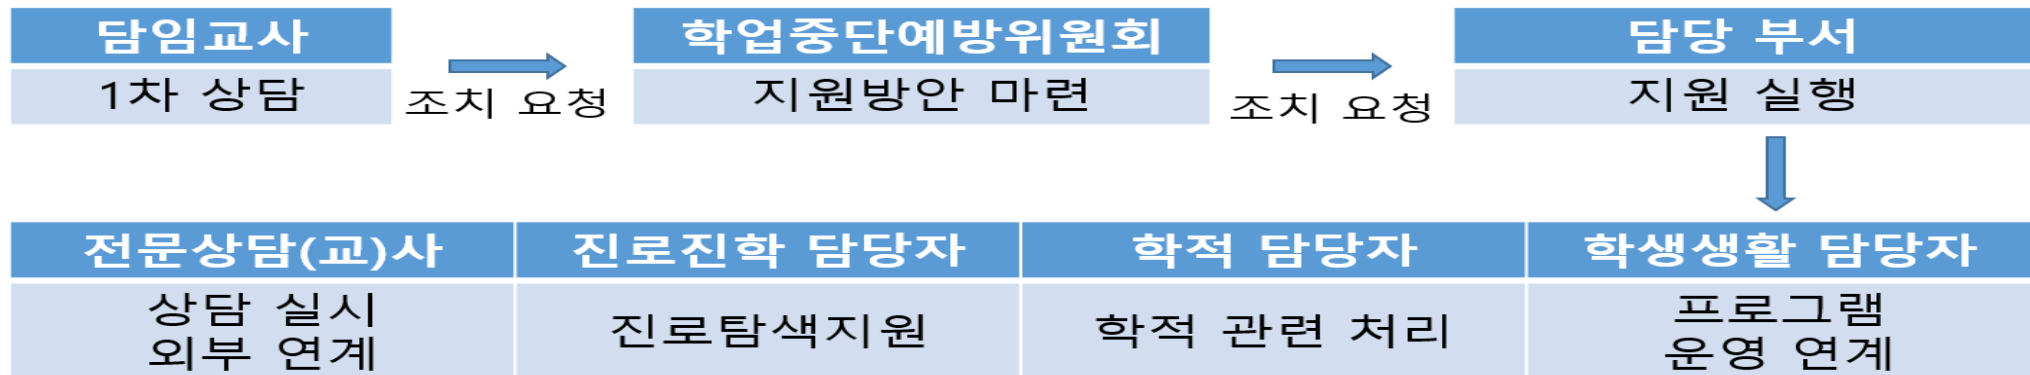 담임교사
1차 상담
조치 요청
학업중단예방위원회
지원방안 마련
조치 요청
담당 부서
지원 실행
전문상담(교)사
상담 실시
외부 연계
진로진학 담당자
진로탐색지원
학적 담당자
학적 관련 처리
학생생활 담당자
프로그램
운영 연계